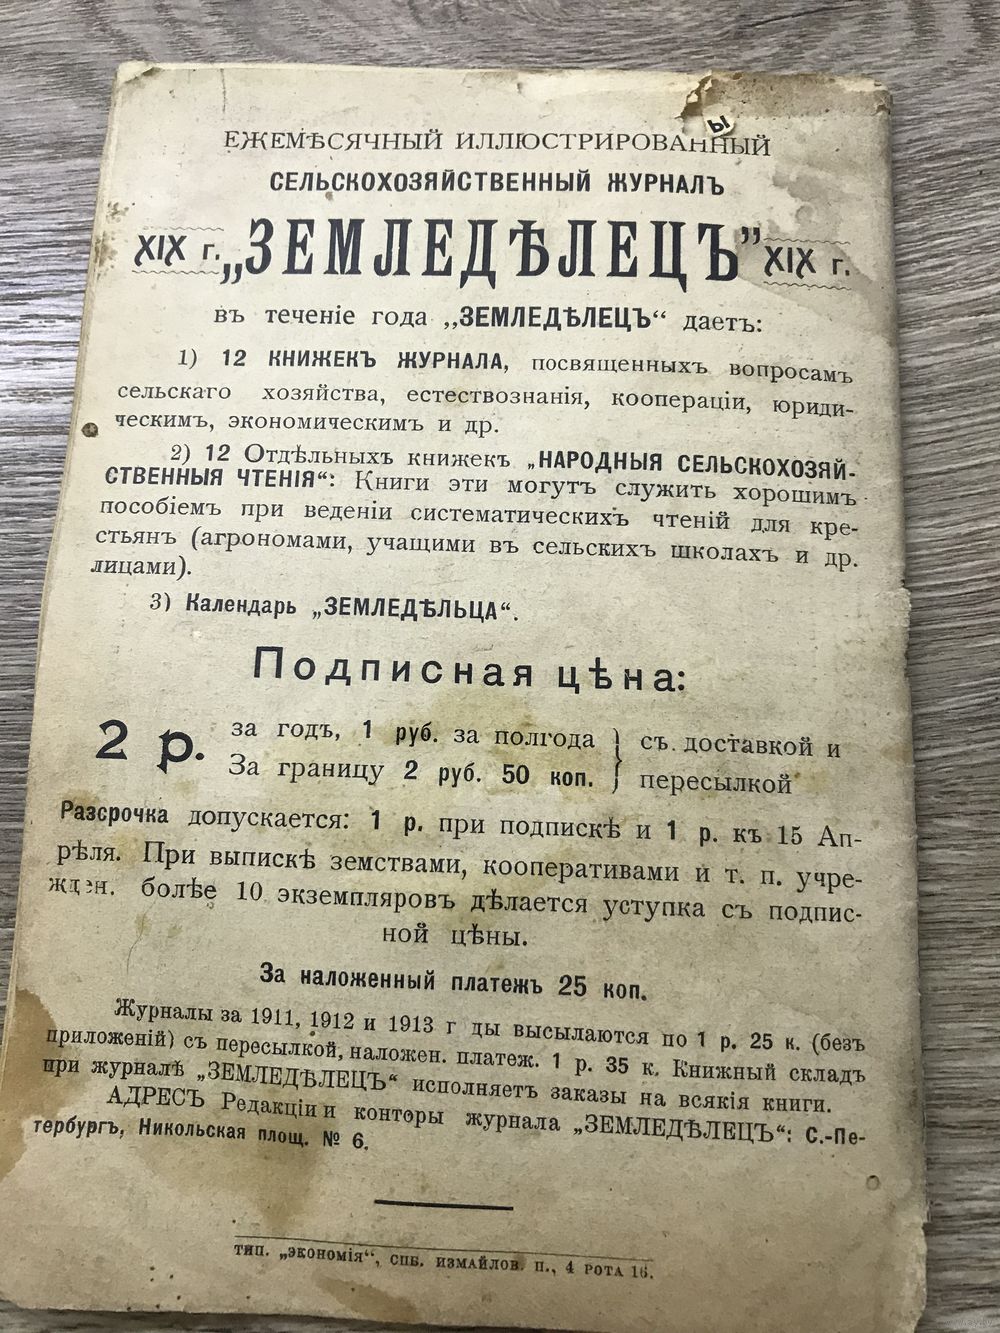 ЕЖЕМѢСЯЧНЫЙ ИЛЛЮСТРИРОВАННЫЙ
СЕЛЬСКОХОЗЯЙСТВЕННЫЙ ЖУРНАЛЪ
XIX г. „ЗЕМЛЕДѢЛЕЦЪ” XIX г.
въ теченіе года „ЗЕМЛЕДѢЛЕЦЪ“ даетъ:
1) 12 КНИЖЕКЪ ЖУРНАЛА, посвященныхъ вопросамъ
сельскаго хозяйства, естествознанія, кооперацiи, юриди-
ческимъ, экономическимъ и др.
2) 12 Отдѣльныхъ книжекъ „НАРОДНЫЯ СЕЛЬСКОХОЗЯЙ-
СТВЕННЫЯ ЧТЕНІЯ“: Книги эти могутъ служить хорошимъ
пособіемъ при веденіи систематическихъ чтеній для кре-
стьянъ (агрономами, учащими въ сельскихъ школахъ и др.
лицами).
3) Календарь „ЗЕМЛЕДѢЛЬЦА“.
Подписная цѣна:
2 р. за годъ, 1 руб. за полгода } съ доставкой и
За границу 2 руб. 50 коп. } пересылкой
Разсрочка допускается: 1 р. при подпискѣ и 1 р. къ 15 Ап-
рѣля. При выпискѣ земствами, кооперативами и т. п. учре-
жден. болѣе 10 экземпляровъ дѣлается уступка съ подпис-
ной цѣны.
За наложенный платежъ 25 коп.
Журналы за 1911, 1912 и 1913 г ды высылаются по 1 р. 25 к. (безъ
приложеній) съ пересылкой, наложен. платеж. 1 р. 35 к. Книжный складъ
при журналѣ „ЗЕМЛЕДѢЛЕЦЪ“ исполняетъ заказы на всякія книги.
АДРЕСЪ Редакціи и конторы журнала „ЗЕМЛЕДѢЛЕЦЪ“: С.-Пе-
тербургъ, Никольская площ. № 6.
ТИП. „ЭКОНОМІЯ“, СПБ. ИЗМАЙЛОВ. П., 4 РОТА 16.